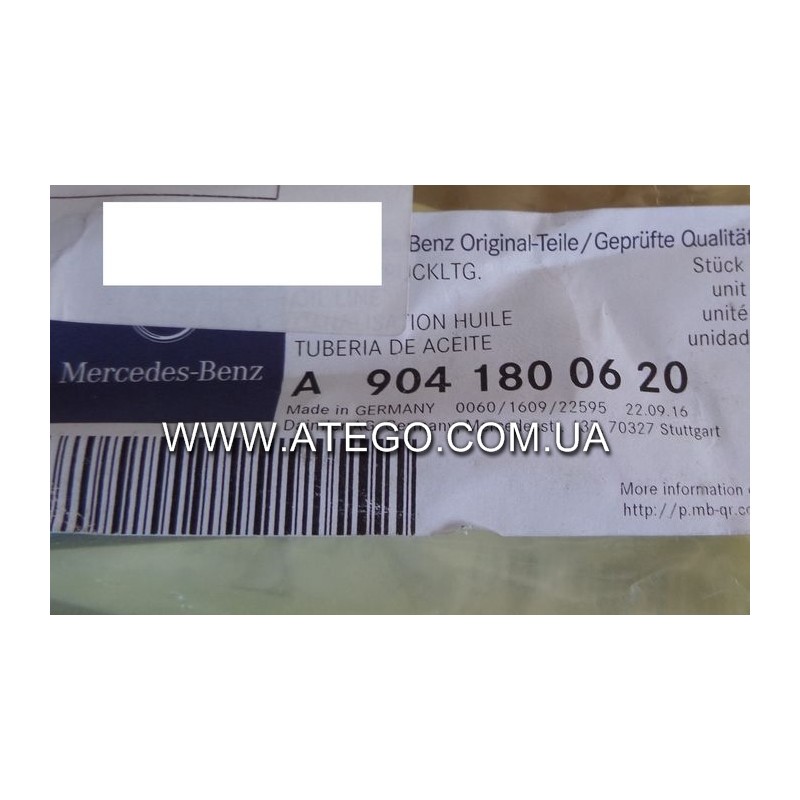 Benz Original-Teile/Geprüfte Qualität
CKLTG.
Stück
unit
LINE
unité
ATION HUILE
unidad
TUBERIA DE ACEITE
Mercedes-Benz
A 904 180 06 20
Made in GERMANY 0060/1609/22595 22.09.16
WWW.ATEGO.COM.UA
70327 Stuttgart
More information
http://p.mb-qr.co